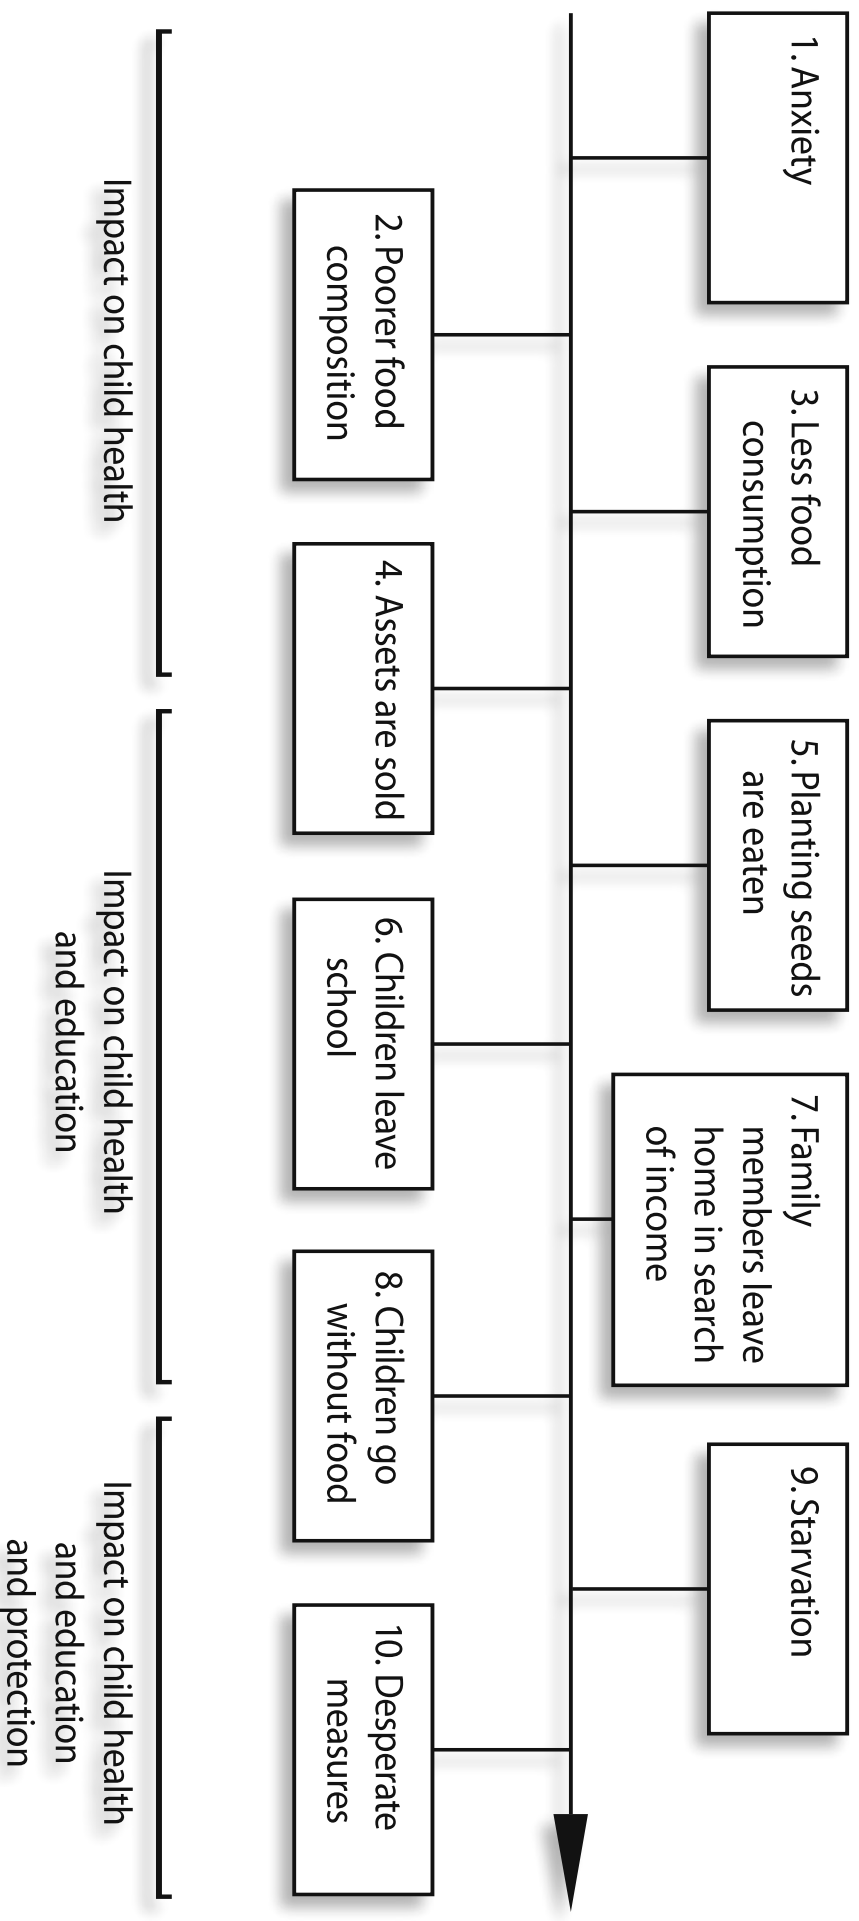 1. Anxiety
2. Poorer food
composition
3. Less food
consumption
4. Assets are sold
5. Planting seeds
are eaten
6. Children leave
school
7. Family
members leave
home in search
of income
8. Children go
without food
9. Starvation
10. Desperate
measures
Impact on child health
Impact on child health
and education
Impact on child health
and education
and protection